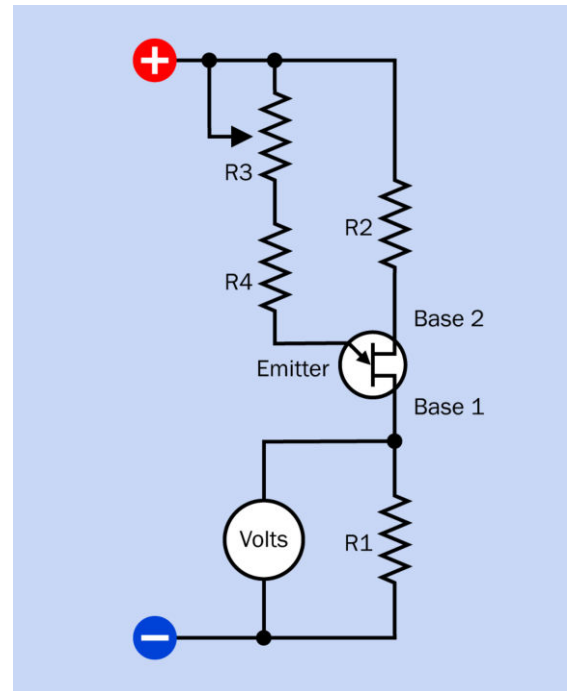 +
R3
R2
R4
Base 2
Emitter
Base 1
Volts
R1
−